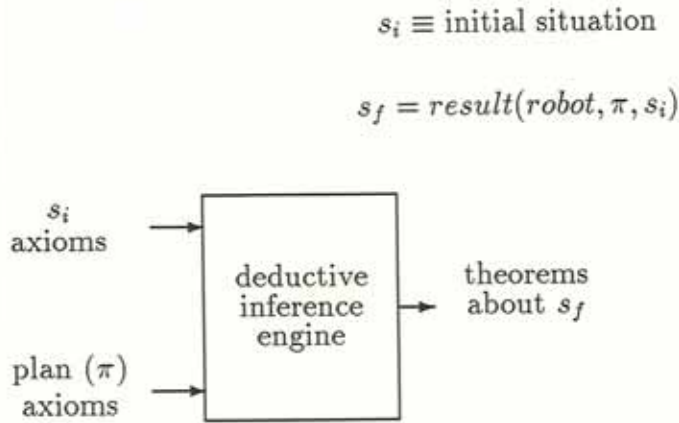 s_i ≡ initial situation
s_f = result(robot, π, s_i)
s_i
axioms
deductive
inference
engine
theorems
about s_f
plan (π)
axioms